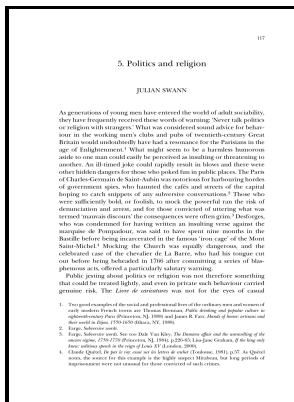 117
5. Politics and religion
JULIAN SWANN
As generations of young men have entered the world of adult sociability,
they have frequently received these words of warning: 'Never talk politics
or religion with strangers.' What was considered sound advice for behav-
iour in the working men's clubs and pubs of twentieth-century Great
Britain would undoubtedly have had a resonance for the Parisians in the
age of Enlightenment.1 What might seem to be a harmless humorous
aside to one man could easily be perceived as insulting or threatening to
another. An ill-timed joke could rapidly result in blows and there were
other hidden dangers for those who poked fun in public places. The Paris
of Charles-Germain de Saint-Aubin was notorious for harbouring hordes
of government spies, who haunted the cafés and streets of the capital
hoping to catch snippets of any subversive conversations.2 Those who
were sufficiently bold, or foolish, to mock the powerful ran the risk of
denunciation and arrest, and for those convicted of uttering what was
termed 'mauvais discours' the consequences were often grim.3 Desforges,
who was condemned for having written an insulting verse against the
marquise de Pompadour, was said to have spent nine months in the
Bastille before being incarcerated in the famous 'iron cage' of the Mont
Saint-Michel.4 Mocking the Church was equally dangerous, and the
celebrated case of the chevalier de La Barre, who had his tongue cut
out before being beheaded in 1766 after committing a series of blas-
phemous acts, offered a particularly salutary warning.
Public jesting about politics or religion was not therefore something
that could be treated lightly, and even in private such behaviour carried
genuine risk. The Livre de caricatures was not for the eyes of casual
1. Two good examples of the social and professional lives of the ordinary men and women of
early modern French towns are Thomas Brennan, Public drinking and popular culture in
eighteenth-century Paris (Princeton, NJ, 1988) and James R. Farr, Hands of honor: artisans and
their world in Dijon, 1550-1650 (Ithaca, NY, 1988).
2. Farge, Subversive words.
3. Farge, Subversive words. See too Dale Van Kley, The Damiens affair and the unraveling of the
ancien régime, 1750-1770 (Princeton, NJ, 1984), p.226-65; Lisa-Jane Graham, If the king only
knew: seditious speech in the reign of Louis XV (London, 2000).
4. Claude Quétel, De par le roy: essai sur les lettres de cachet (Toulouse, 1981), p.57. As Quétel
notes, the source for this example is the highly suspect Mirabeau, but long periods of
imprisonment were not unusual for those convicted of such crimes.